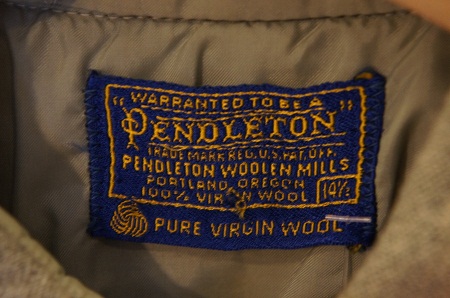 "WARRANTED TO BE A"
PENDLETON
TRADE MARK REG. U.S. PAT. OFF.
PENDLETON WOOLEN MILLS
PORTLAND, OREGON
100% VIRGIN WOOL 14½
PURE VIRGIN WOOL